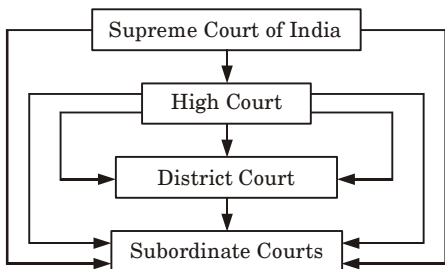 Supreme Court of India
High Court
District Court
Subordinate Courts